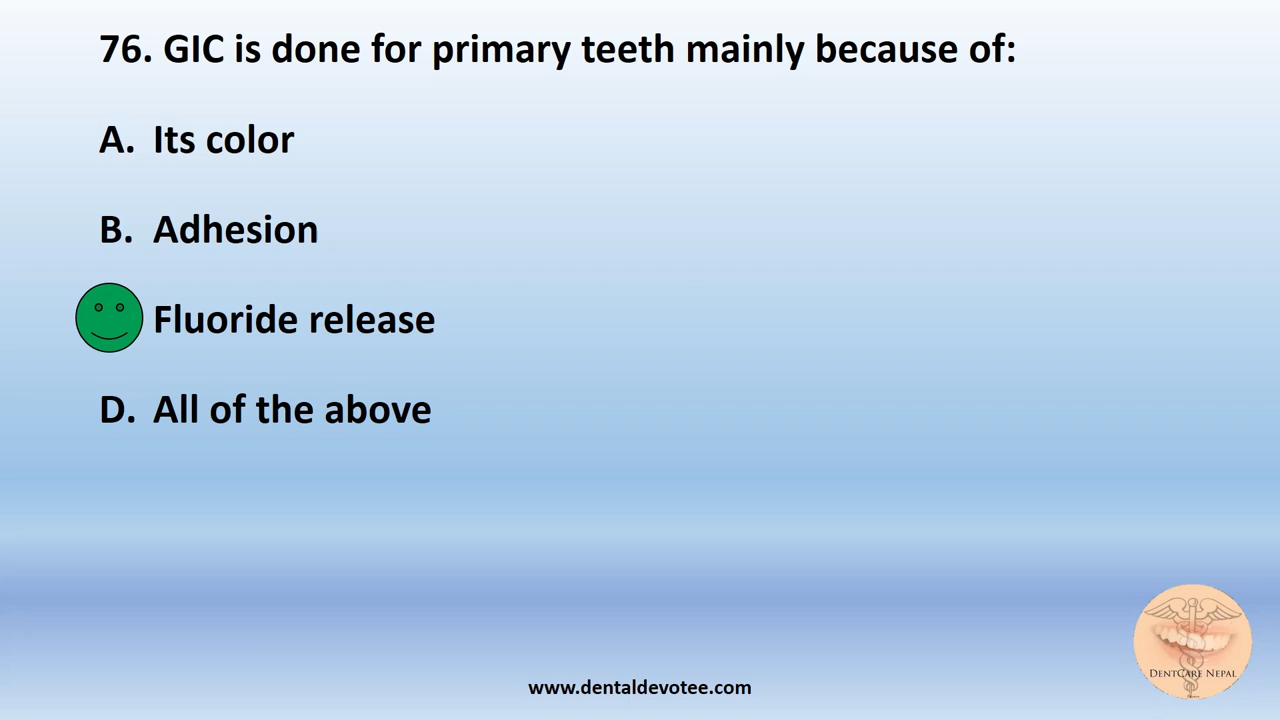 76. GIC is done for primary teeth mainly because of:
A. Its color
B. Adhesion
Fluoride release
D. All of the above
DENTCARE NEPAL
www.dentaldevotee.com